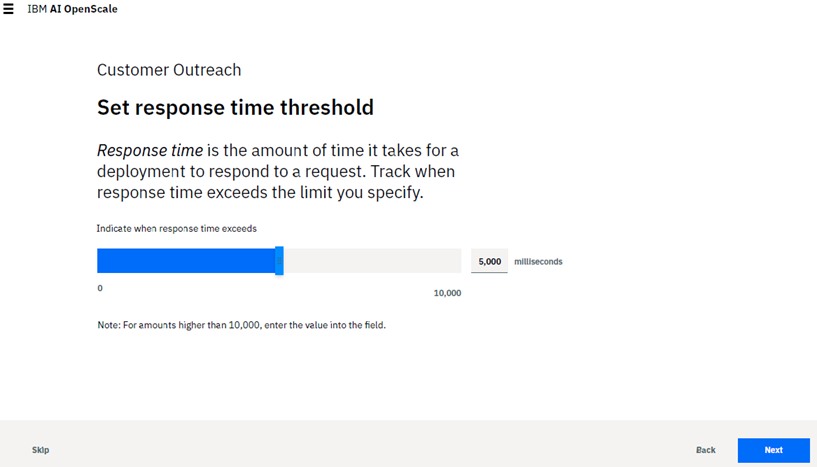 IBM AI OpenScale
Customer Outreach
Set response time threshold
Response time is the amount of time it takes for a
deployment to respond to a request. Track when
response time exceeds the limit you specify.
Indicate when response time exceeds
5,000 milliseconds
0
10,000
Note: For amounts higher than 10,000, enter the value into the field.
Skip Back Next